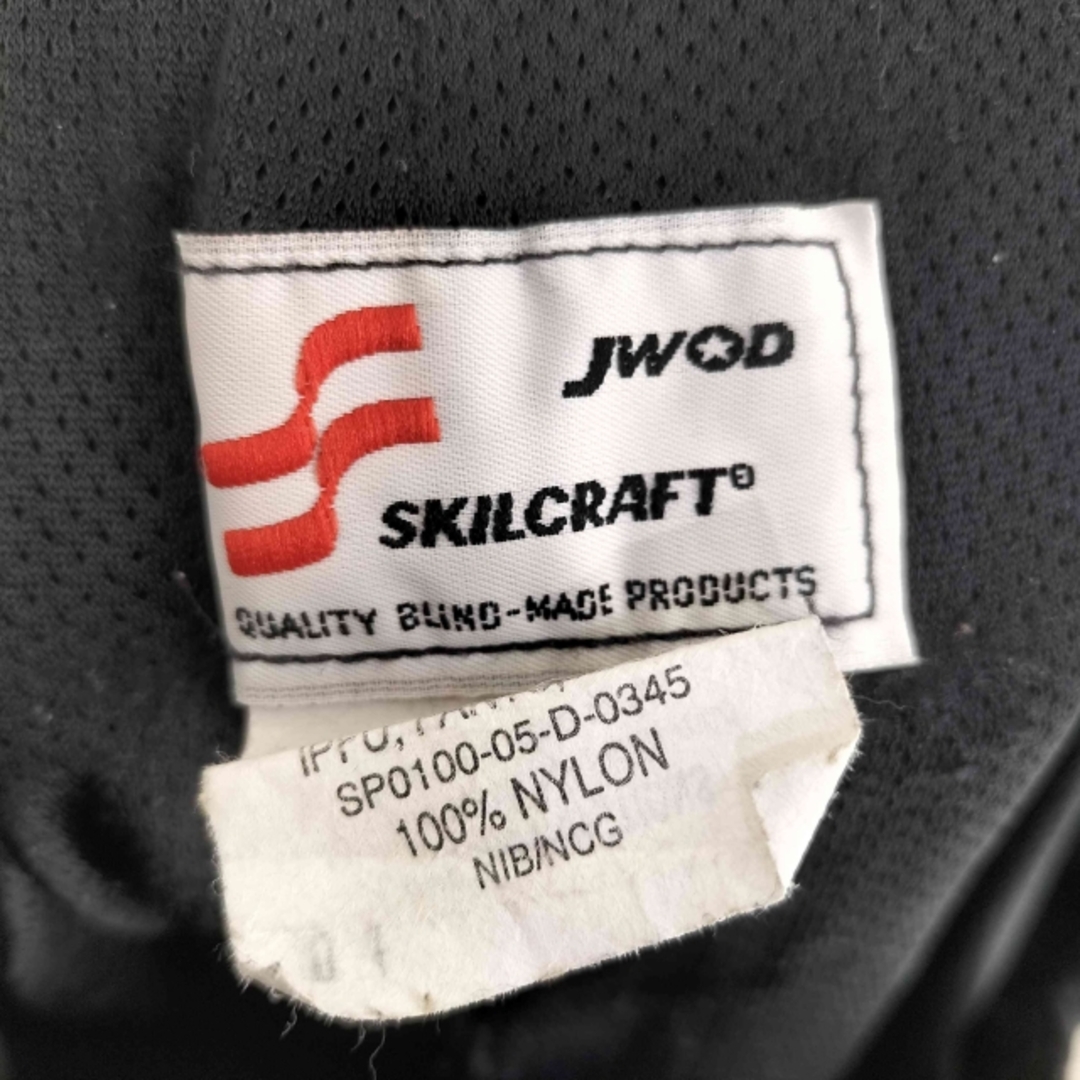 JWOD
SKILCRAFT®
QUALITY BLIND-MADE PRODUCTS
SP0100-05-D-0345
100% NYLON
NIB/NCG